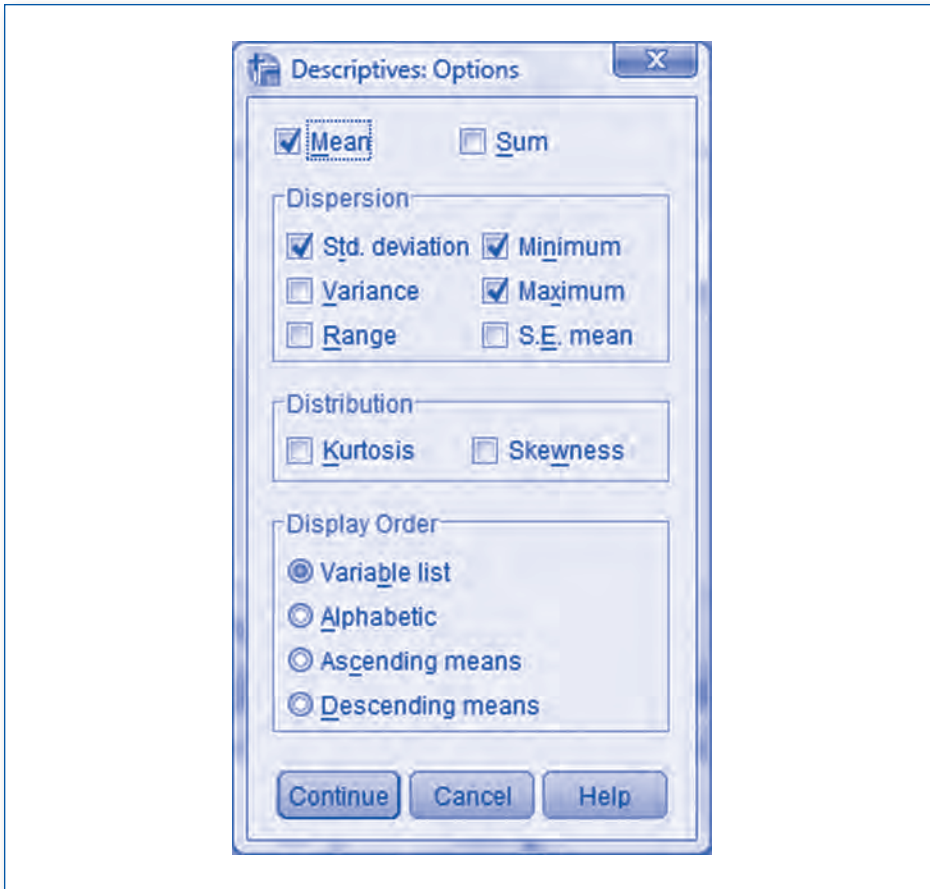 Descriptives: Options
Mean Sum
Dispersion
Std. deviation Minimum
Variance Maximum
Range S.E. mean
Distribution
Kurtosis Skewness
Display Order
Variable list
Alphabetic
Ascending means
Descending means
Continue Cancel Help